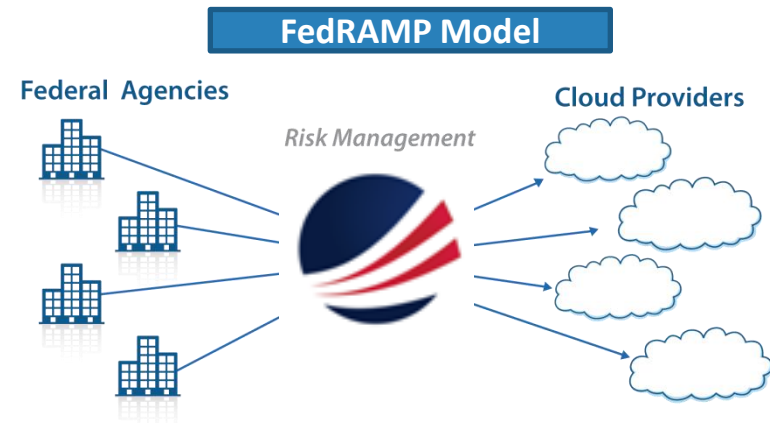 FedRAMP Model
Federal Agencies
Cloud Providers
Risk Management